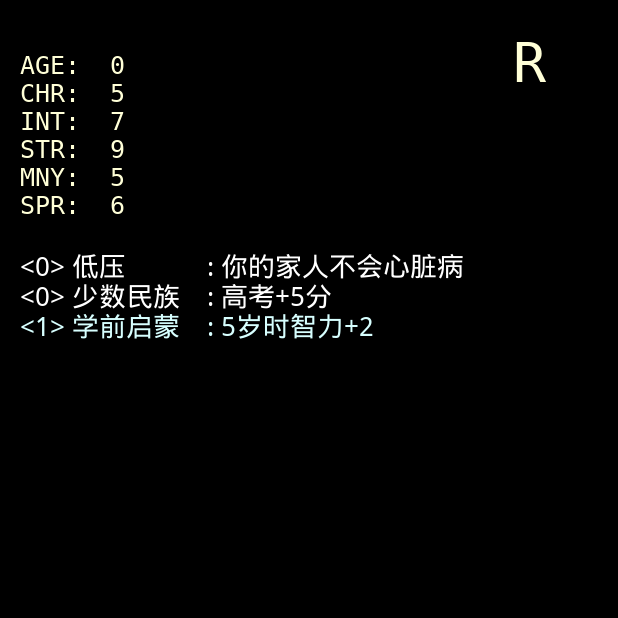 R
AGE: 0
CHR: 5
INT: 7
STR: 9
MNY: 5
SPR: 6
<0> 低压 : 你的家人不会心脏病
<0> 少数民族 : 高考+5分
<1> 学前启蒙 : 5岁时智力+2